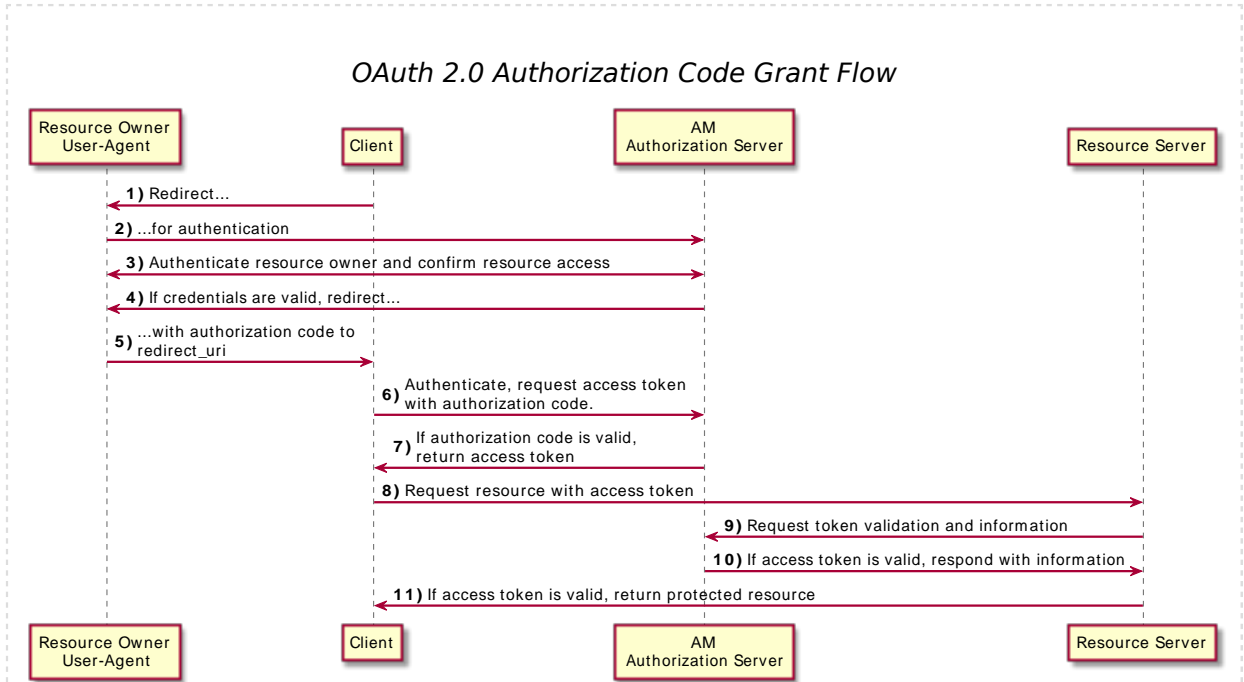 OAuth 2.0 Authorization Code Grant Flow
Resource Owner
User-Agent
Client
AM
Authorization Server
Resource Server
1) Redirect...
2) ...for authentication
3) Authenticate resource owner and confirm resource access
4) If credentials are valid, redirect...
5) ...with authorization code to
redirect_uri
6) Authenticate, request access token
with authorization code.
7) If authorization code is valid,
return access token
8) Request resource with access token
9) Request token validation and information
10) If access token is valid, respond with information
11) If access token is valid, return protected resource
Resource Owner
User-Agent
Client
AM
Authorization Server
Resource Server